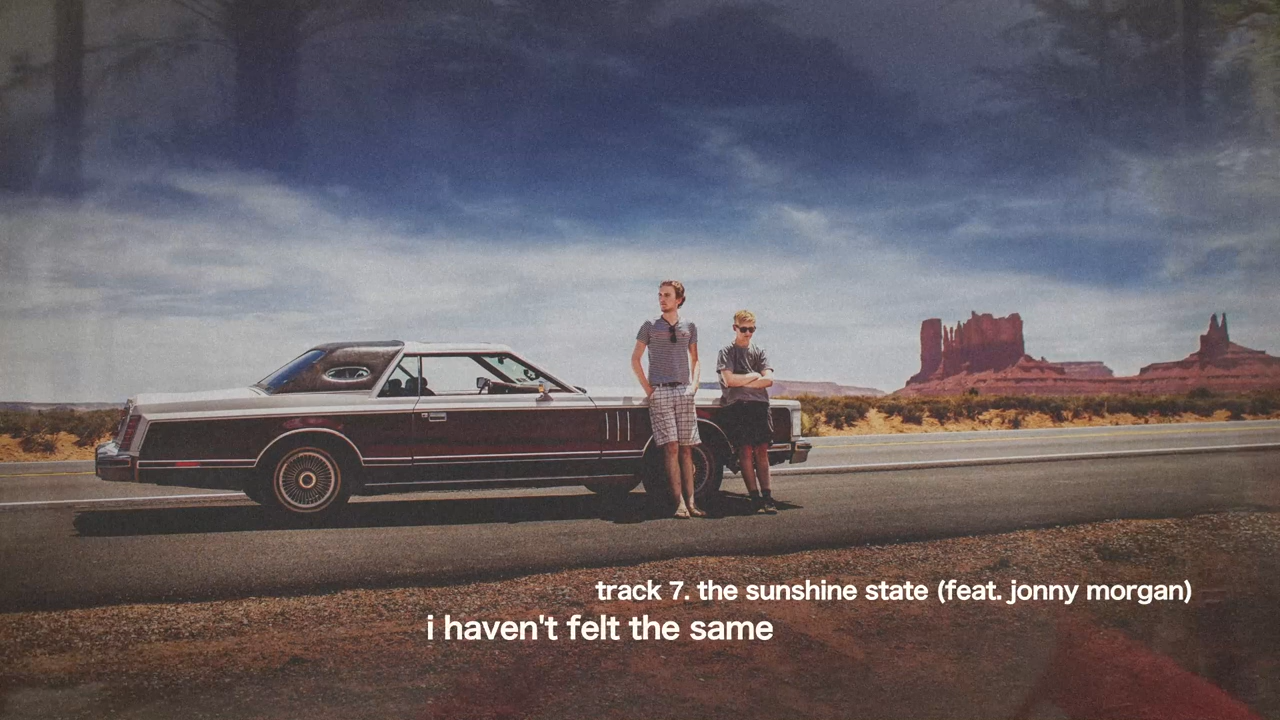 track 7. the sunshine state (feat. jonny morgan)
i haven't felt the same